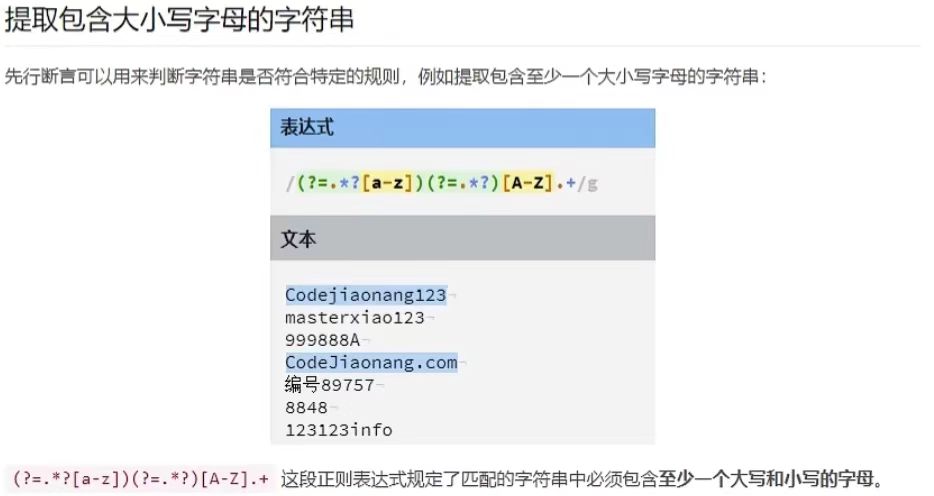 提取包含大小写字母的字符串
先行断言可以用来判断字符串是否符合特定的规则，例如提取包含至少一个大小写字母的字符串：
表达式
/(?=.*?[a-z])(?=.*?)[A-Z].+/g
文本
Codejiaonang123¬
masterxiao123¬
999888A¬
CodeJiaonang.com¬
编号89757¬
8848¬
123123info
(?=.*?[a-z])(?=.*?)[A-Z].+ 这段正则表达式规定了匹配的字符串中必须包含至少一个大写和小写的字母。